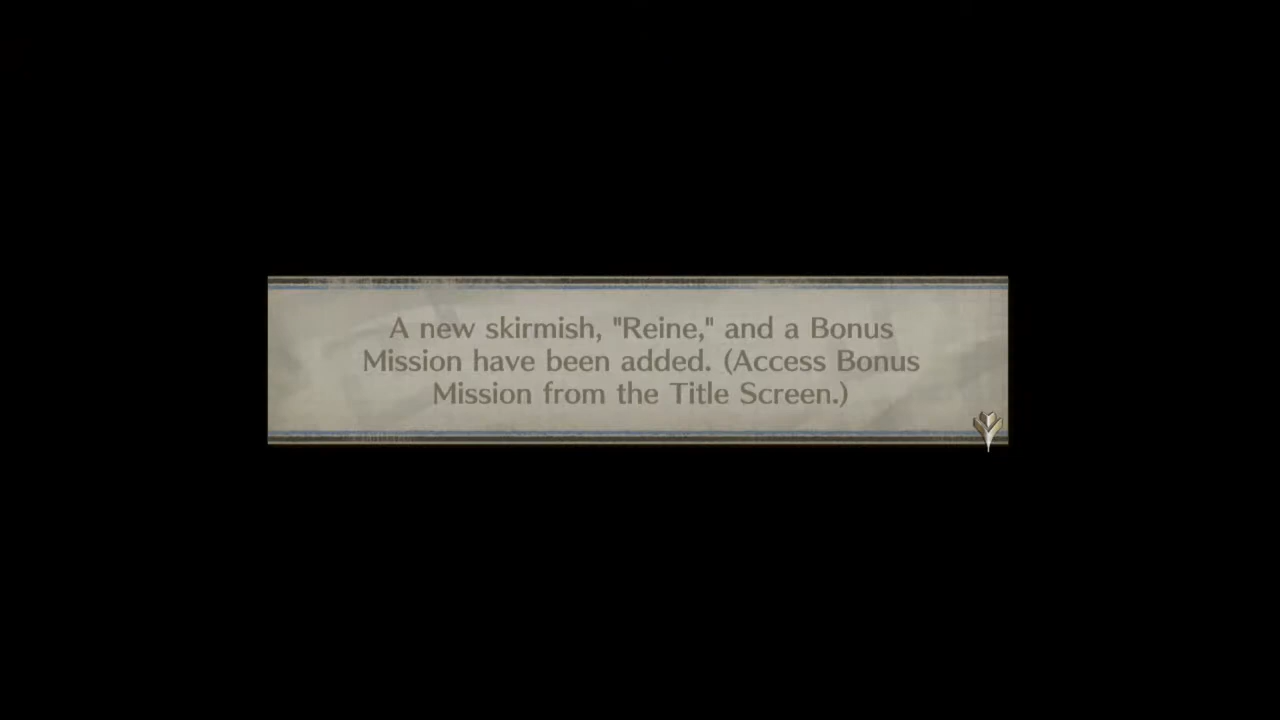 A new skirmish, "Reine," and a Bonus
Mission have been added. (Access Bonus
Mission from the Title Screen.)